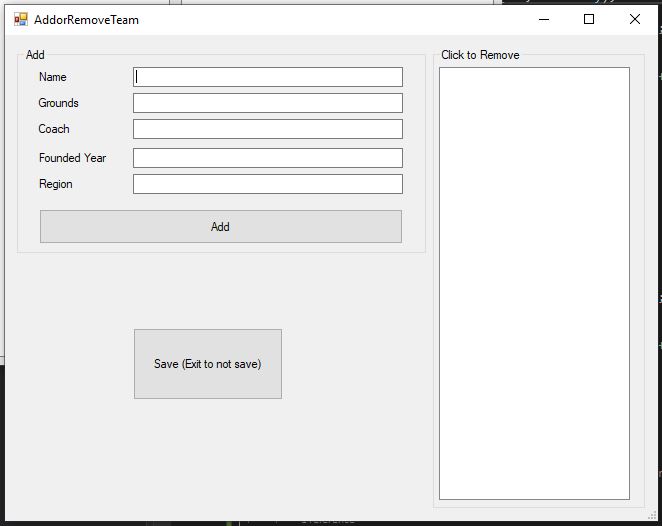 AddorRemoveTeam
Add
Name
Grounds
Coach
Founded Year
Region
Add
Save (Exit to not save)
Click to Remove